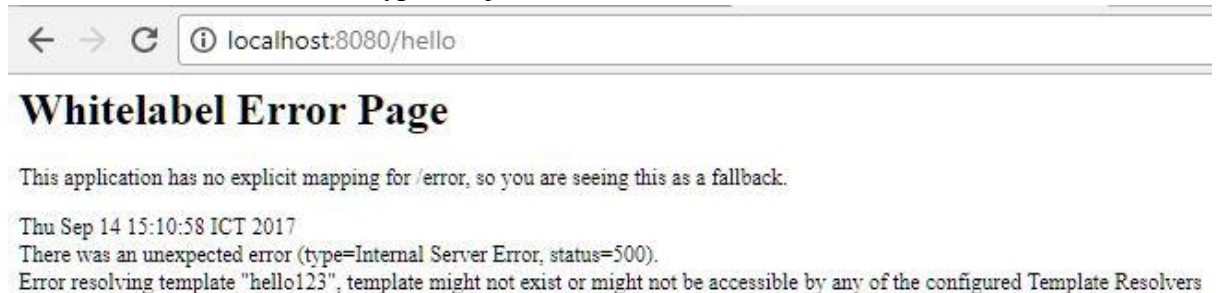 localhost:8080/hello
Whitelabel Error Page
This application has no explicit mapping for /error, so you are seeing this as a fallback.
Thu Sep 14 15:10:58 ICT 2017
There was an unexpected error (type=Internal Server Error, status=500).
Error resolving template "hello123", template might not exist or might not be accessible by any of the configured Template Resolvers